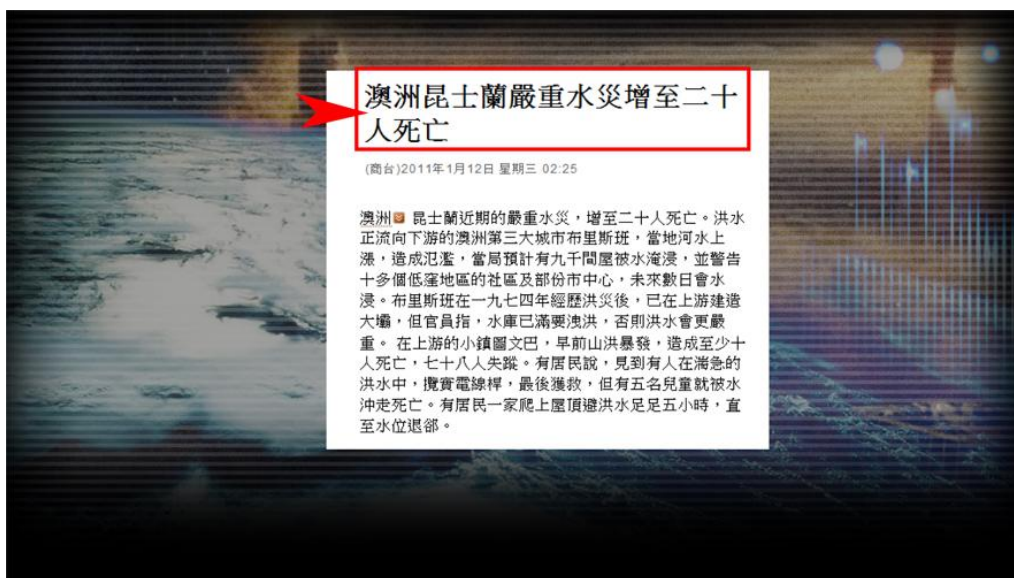 澳洲昆士蘭嚴重水災增至二十
人死亡
(商台)2011年1月12日 星期三 02:25
澳洲 昆士蘭近期的嚴重水災，增至二十人死亡。洪水
正流向下游的澳洲第三大城市布里斯班，當地河水上
漲，造成氾濫，當局預計有九千間屋被水淹浸，並警告
十多個低窪地區的社區及部份市中心，未來數日會水
浸。布里斯班在一九七四年經歷洪災後，已在上游建造
大壩，但官員指，水庫已滿要洩洪，否則洪水會更嚴
重。 在上游的小鎮圖文巴，早前山洪暴發，造成至少十
人死亡，七十八人失蹤。有居民說，見到有人在湍急的
洪水中，攬實電線桿，最後獲救，但有五名兒童就被水
沖走死亡。有居民一家爬上屋頂避洪水足足五小時，直
至水位退卻。